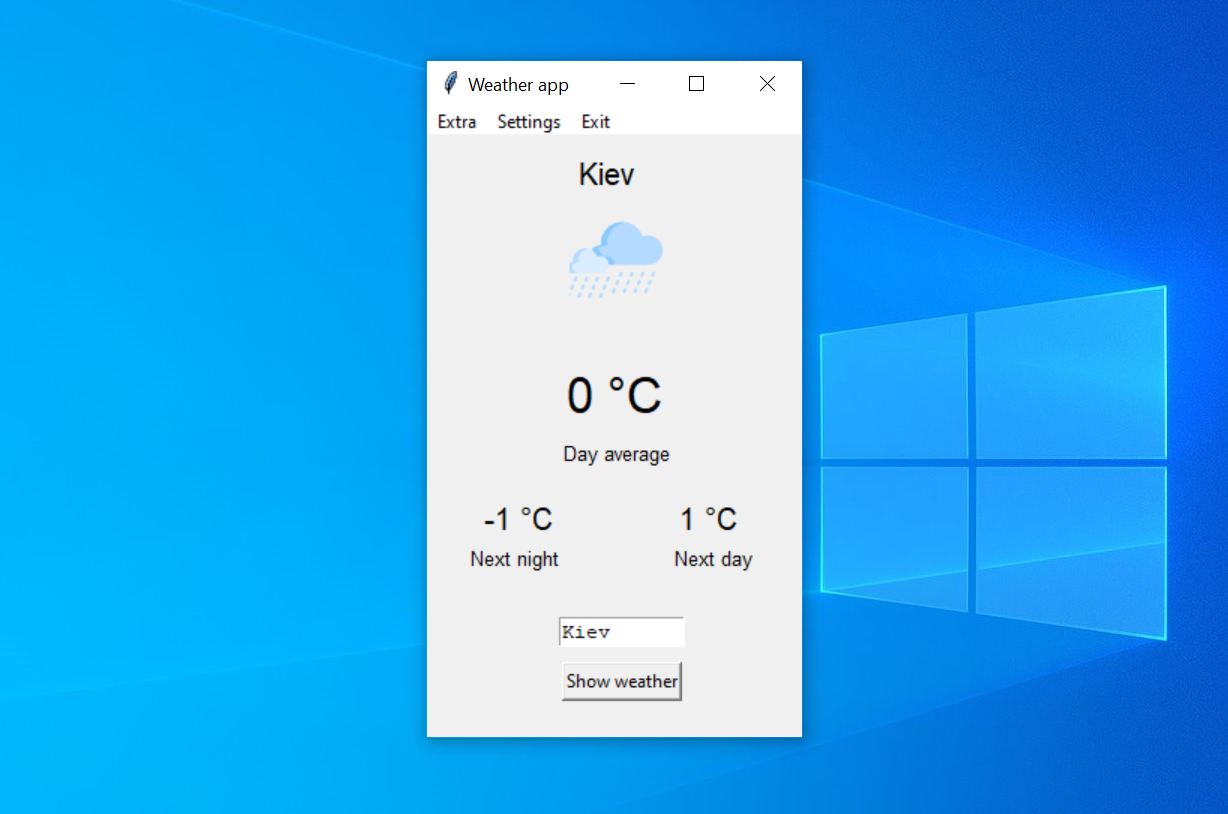 Weather app
Extra Settings Exit
Kiev
0 °C
Day average
-1 °C 1 °C
Next night Next day
Kiev
Show weather